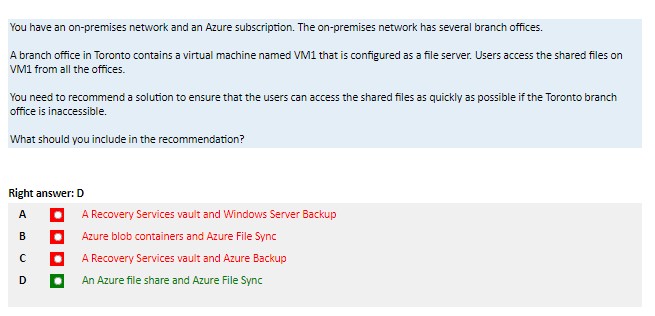 You have an on-premises network and an Azure subscription. The on-premises network has several branch offices.
A branch office in Toronto contains a virtual machine named VM1 that is configured as a file server. Users access the shared files on
VM1 from all the offices.
You need to recommend a solution to ensure that the users can access the shared files as quickly as possible if the Toronto branch
office is inaccessible.
What should you include in the recommendation?
Right answer: D
A A Recovery Services vault and Windows Server Backup
B Azure blob containers and Azure File Sync
C A Recovery Services vault and Azure Backup
D An Azure file share and Azure File Sync